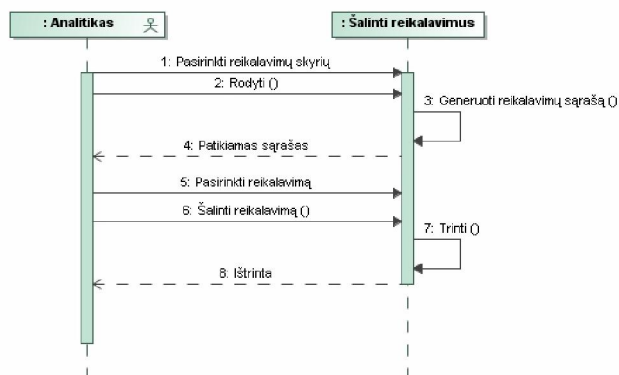 : Analitikas
: Šalinti reikalavimus
1: Pasirinkti reikalavimų skyrių
2: Rodyti ()
3: Generuoti reikalavimų sąrašą ()
4: Patikiamas sąrašas
5: Pasirinkti reikalavimą
6: Šalinti reikalavimą ()
7: Trinti ()
8: Ištrinta